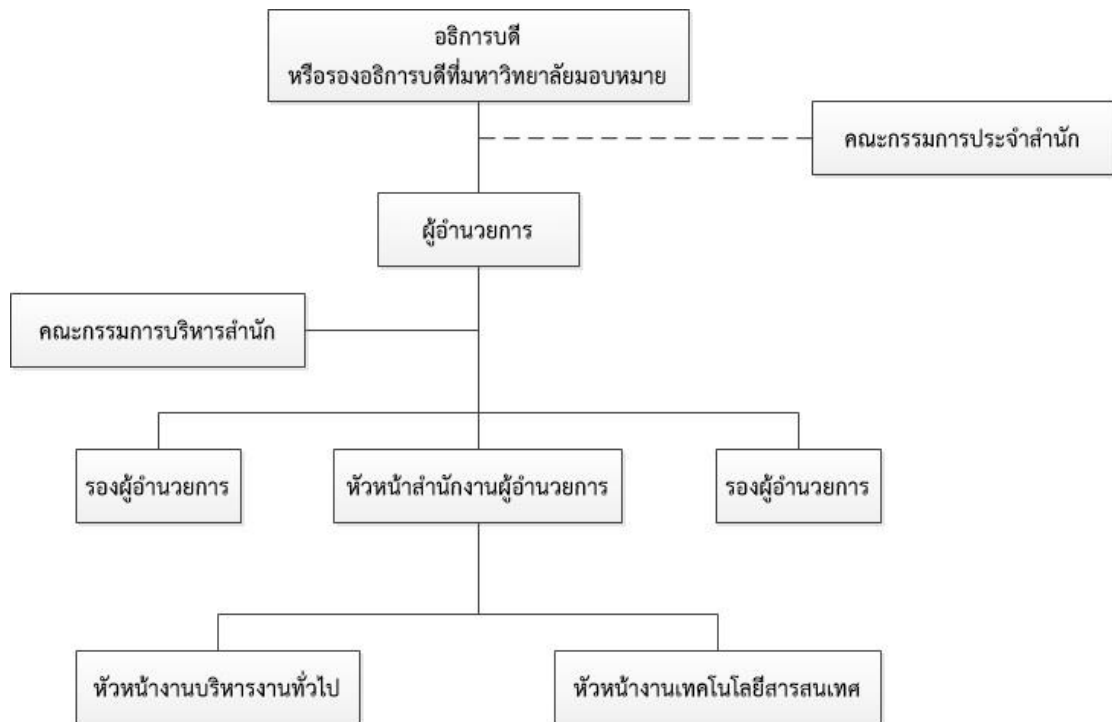 อธิการบดี
หรือรองอธิการบดีที่มหาวิทยาลัยมอบหมาย
คณะกรรมการประจำสำนัก
ผู้อำนวยการ
คณะกรรมการบริหารสำนัก
รองผู้อำนวยการ
หัวหน้าสำนักงานผู้อำนวยการ
รองผู้อำนวยการ
หัวหน้างานบริหารงานทั่วไป
หัวหน้างานเทคโนโลยีสารสนเทศ